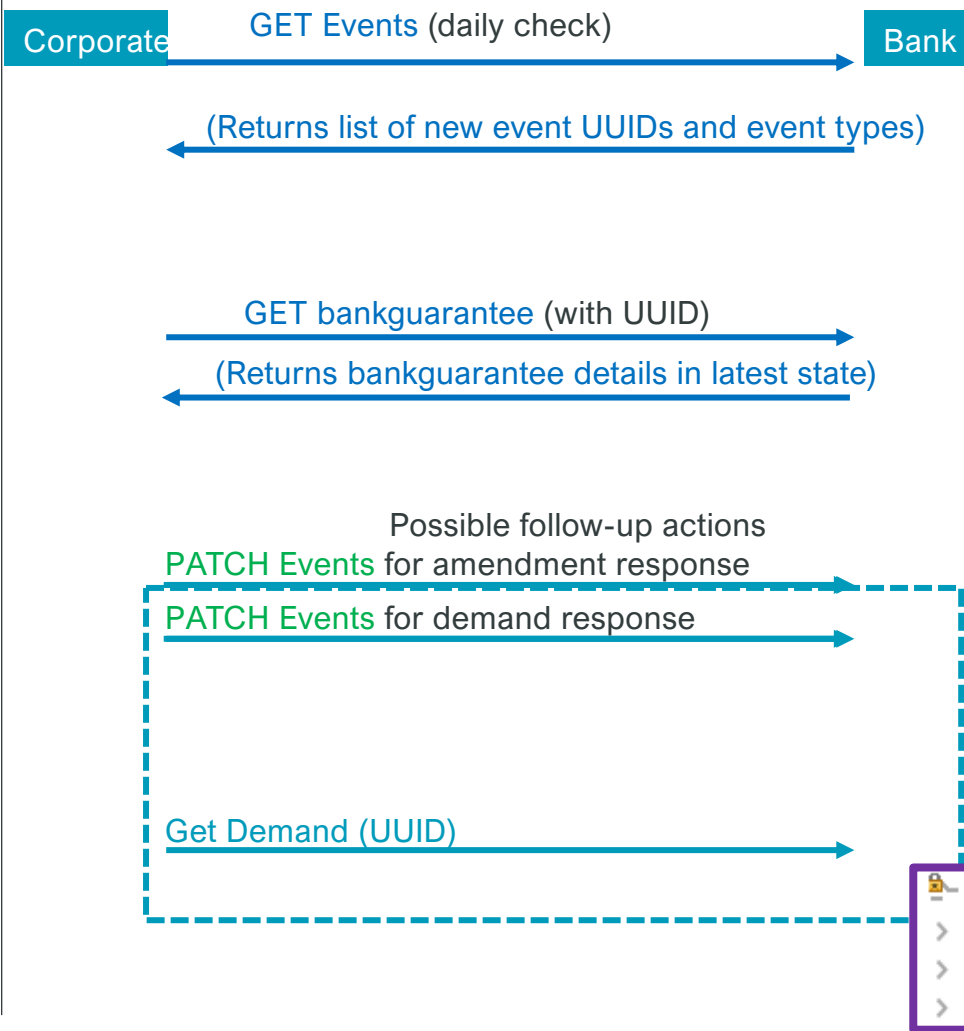 GET Events (daily check)
Corporate
Bank
(Returns list of new event UUIDs and event types)
GET bankguarantee (with UUID)
(Returns bankguarantee details in latest state)
Possible follow-up actions
PATCH Events for amendment response
PATCH Events for demand response
Get Demand (UUID)